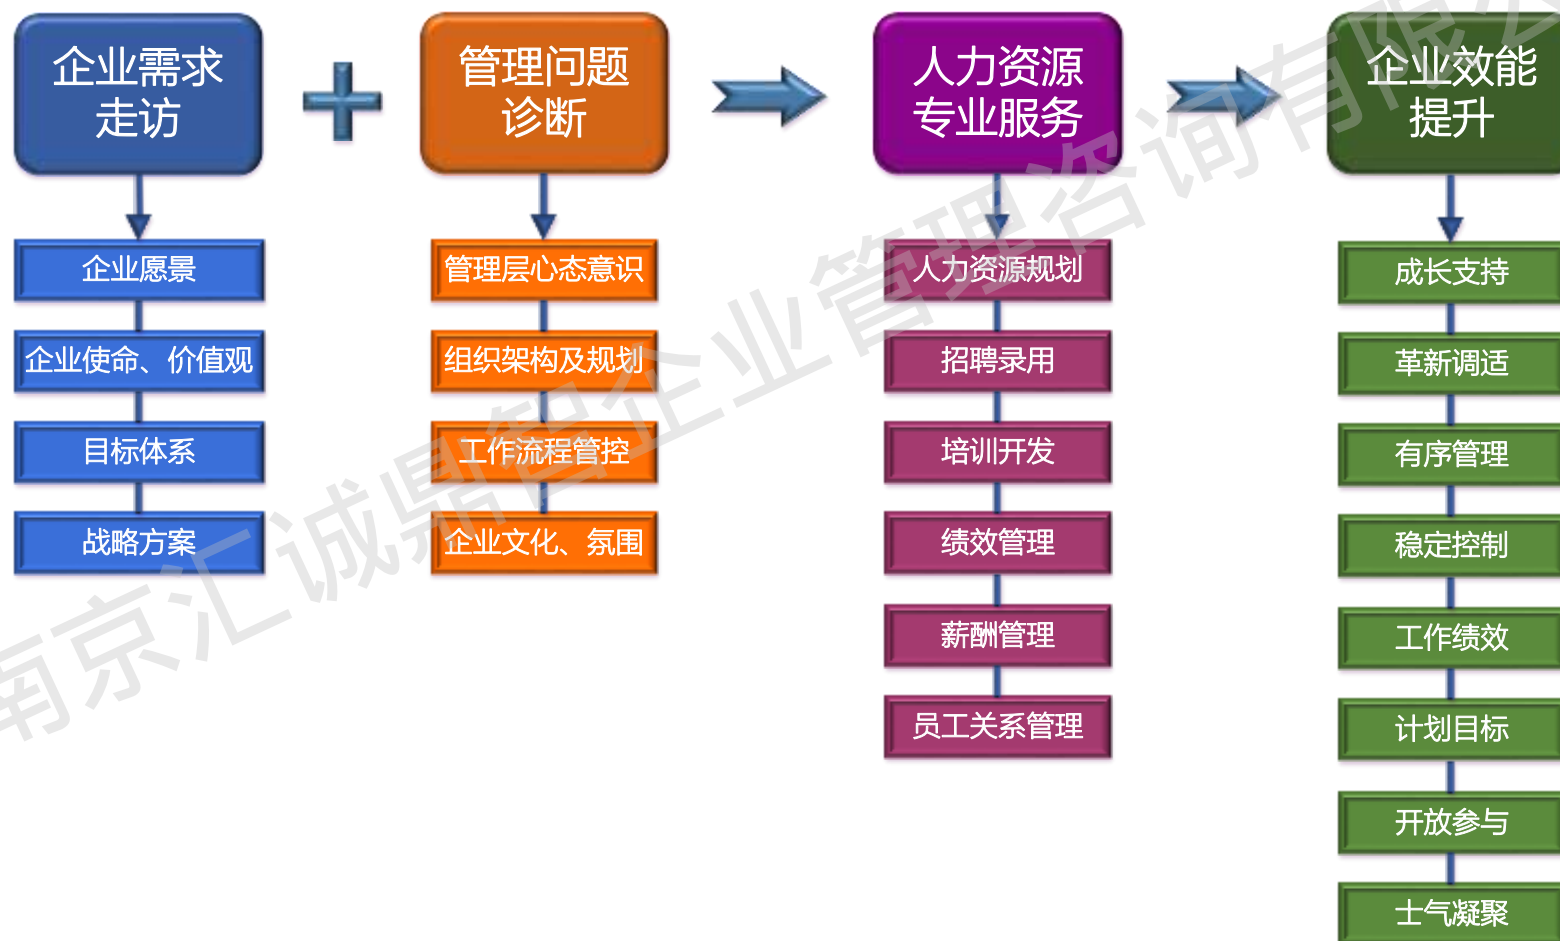 企业需求
走访
管理问题
诊断
人力资源
专业服务
企业效能
提升
企业愿景
企业使命、价值观
目标体系
战略方案
管理层心态意识
组织架构及规划
工作流程管控
企业文化、氛围
人力资源规划
招聘录用
培训开发
绩效管理
薪酬管理
员工关系管理
成长支持
革新调适
有序管理
稳定控制
工作绩效
计划目标
开放参与
士气凝聚
南京汇诚鼎智企业管理咨询有限公